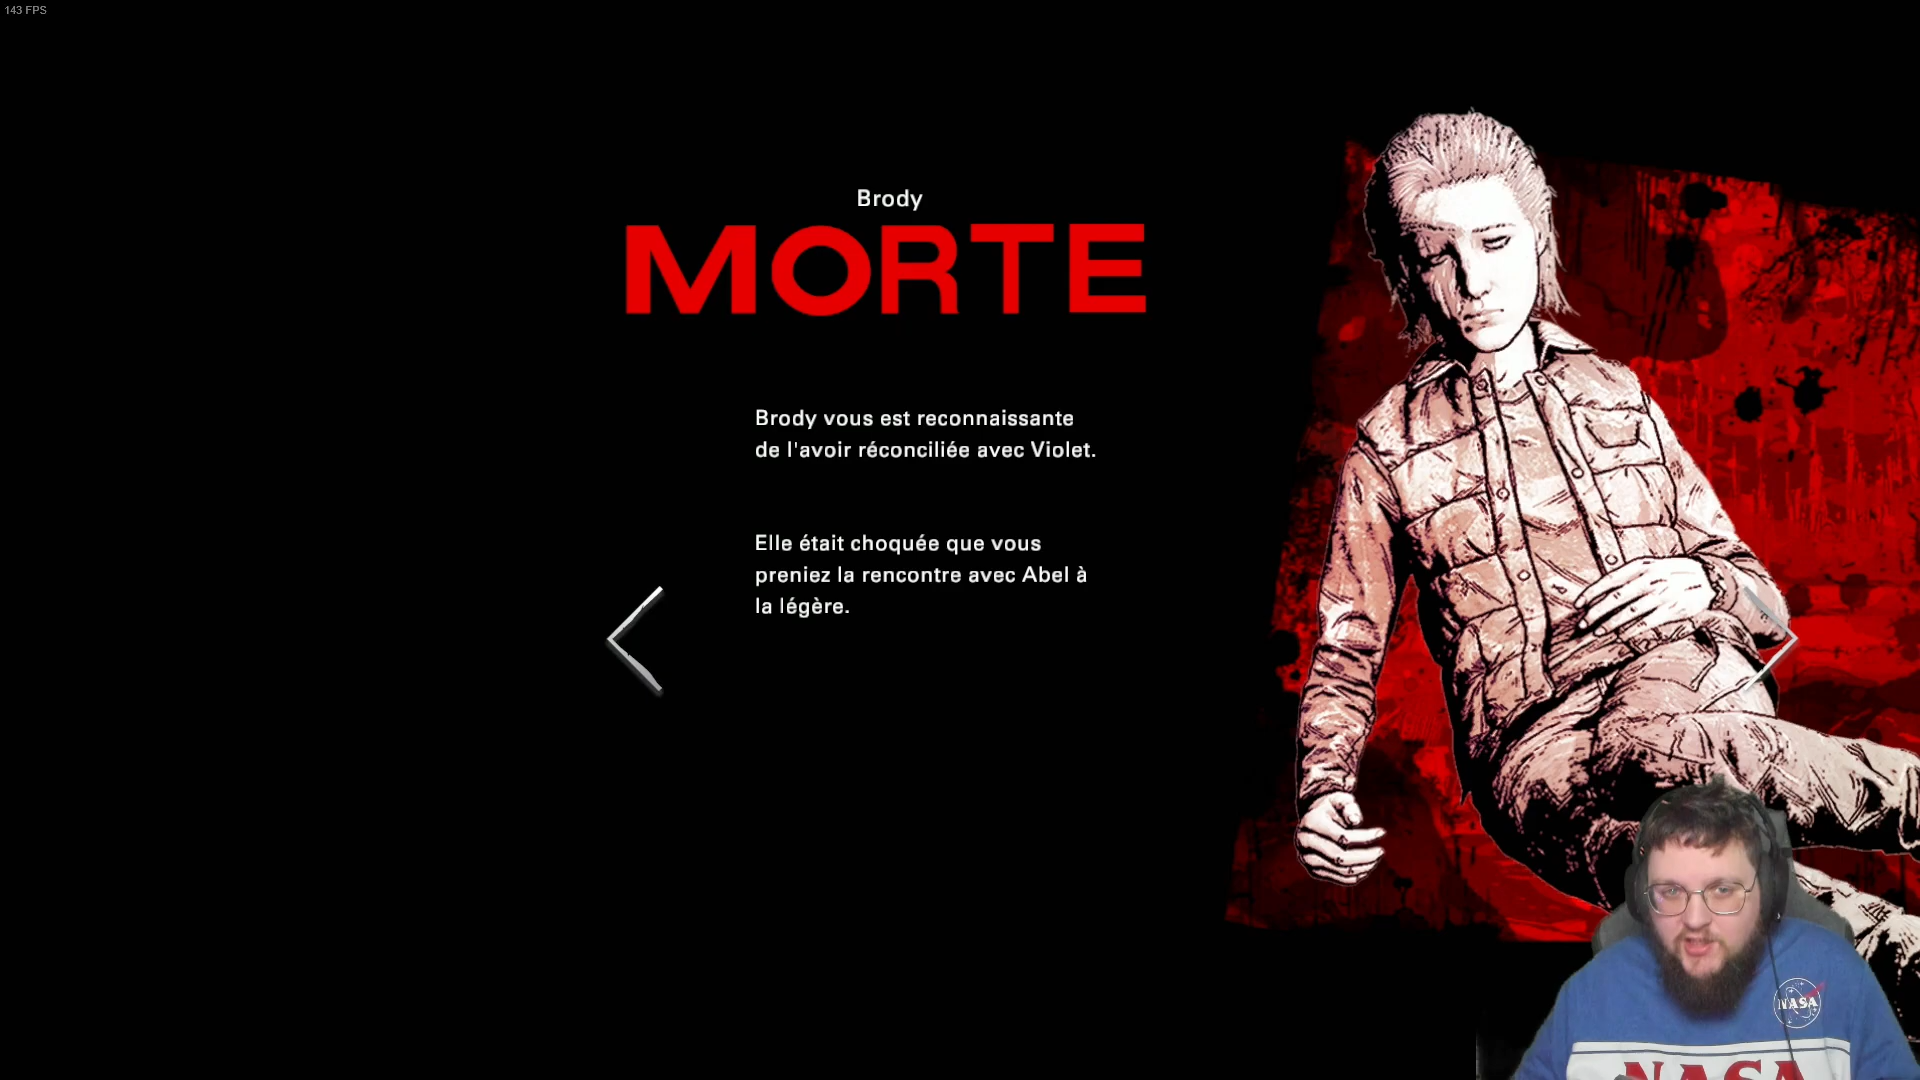 143 FPS
Brody
MORTE
Brody vous est reconnaissante
de l'avoir réconciliée avec Violet.
Elle était choquée que vous
preniez la rencontre avec Abel à
la légère.
NASA
NASA